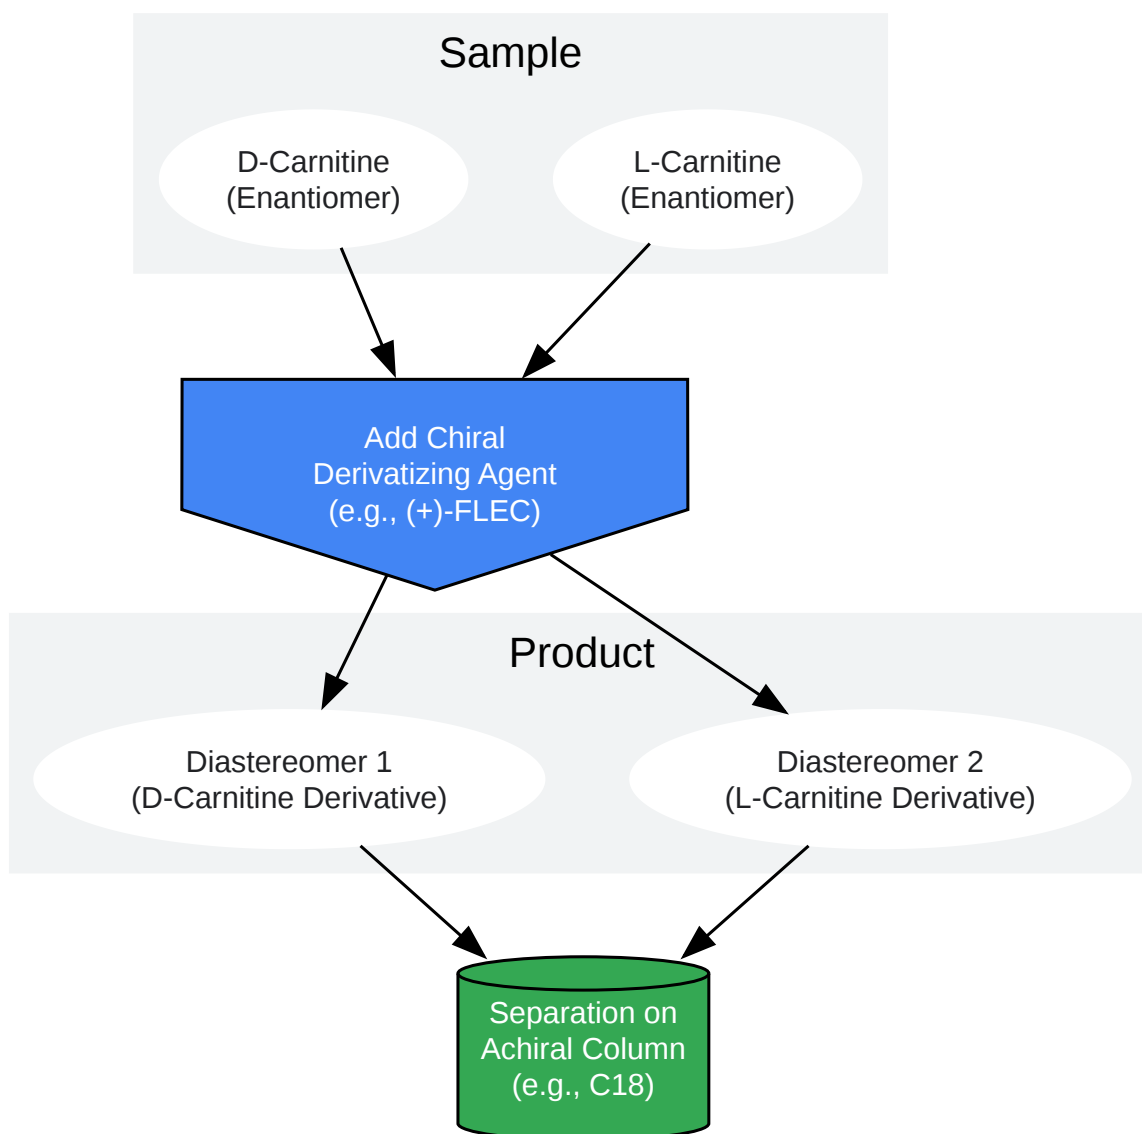 Sample
D-Carnitine
(Enantiomer)
L-Carnitine
(Enantiomer)
Add Chiral
Derivatizing Agent
(e.g., (+)-FLEC)
Product
Diastereomer 1
(D-Carnitine Derivative)
Diastereomer 2
(L-Carnitine Derivative)
Separation on
Achiral Column
(e.g., C18)